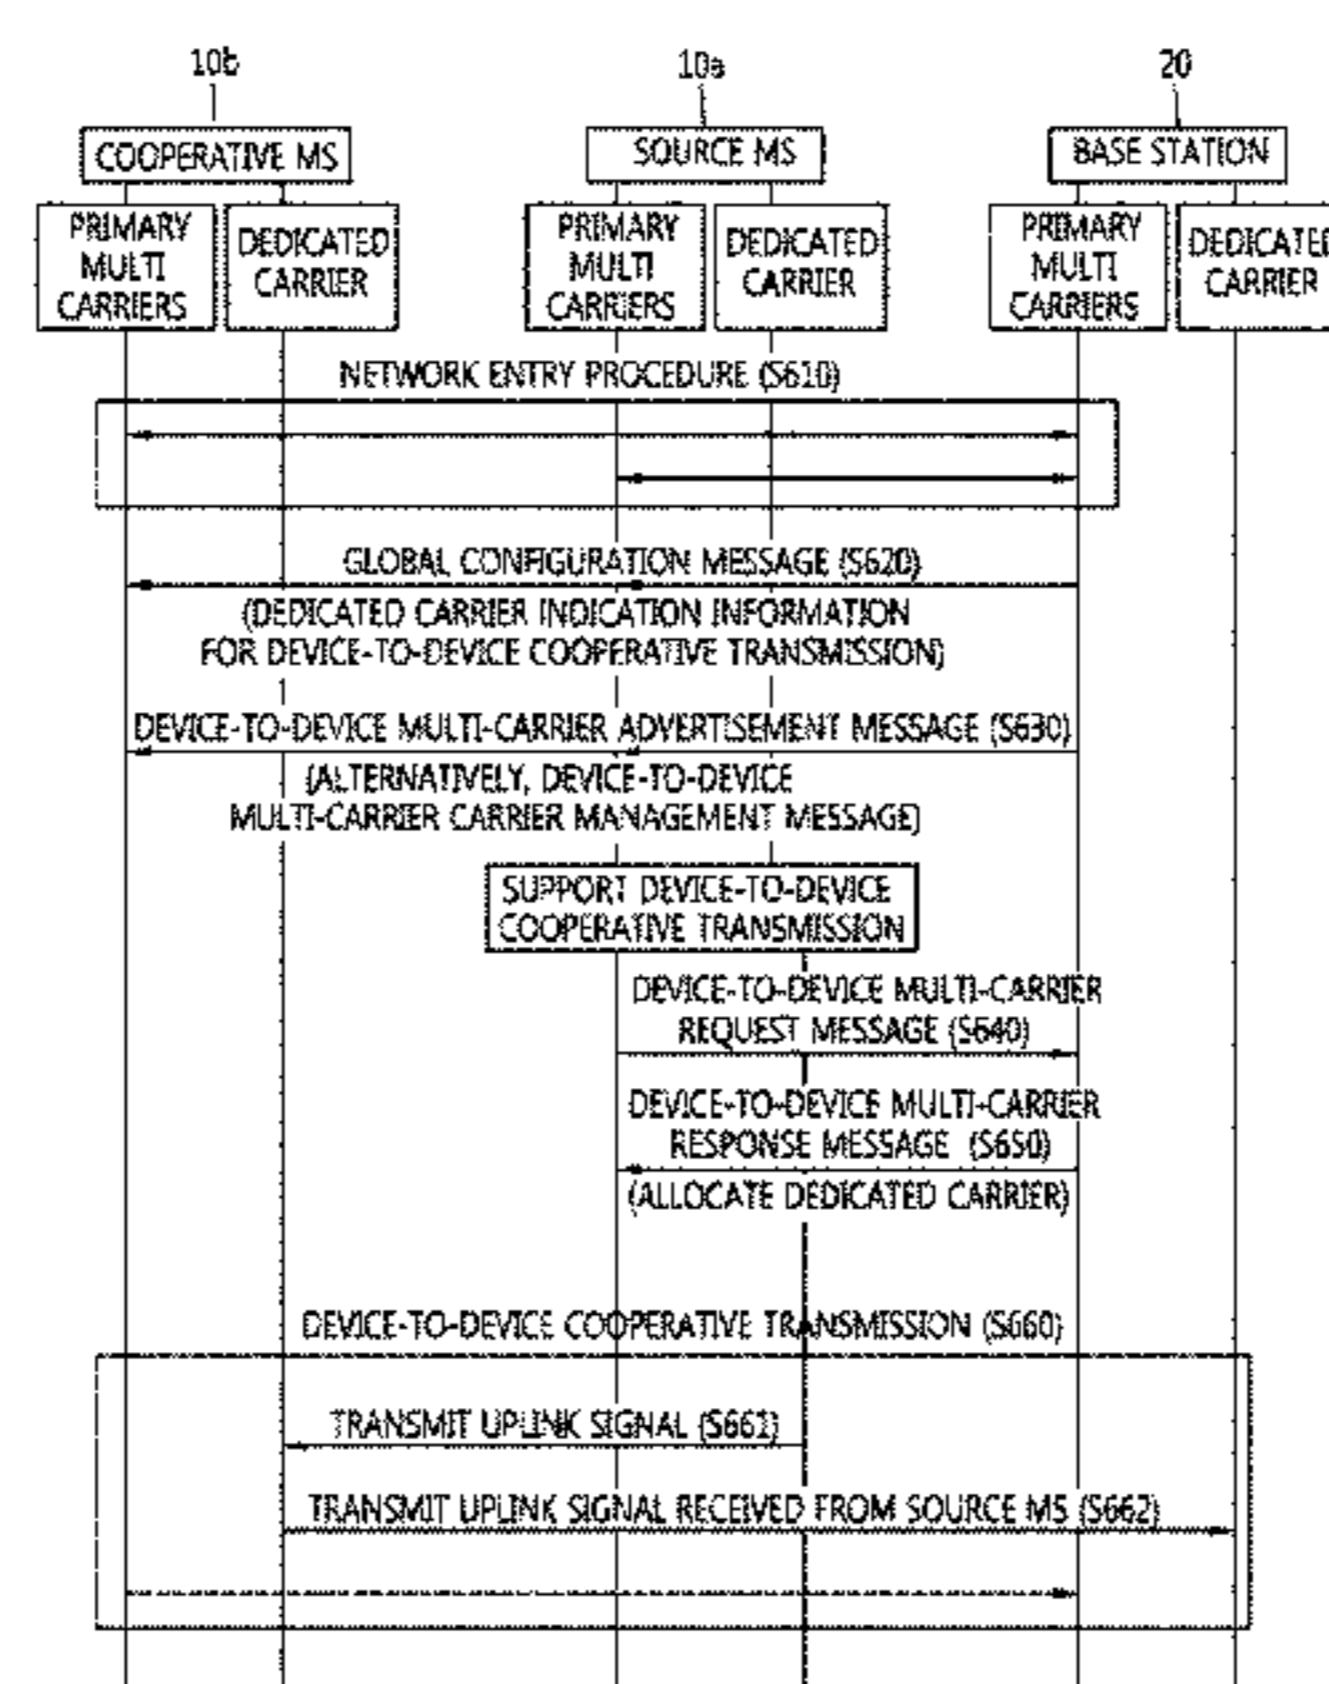 10b
10a
20
COOPERATIVE MS
SOURCE MS
BASE STATION
PRIMARY
MULTI
CARRIERS
DEDICATED
CARRIER
PRIMARY
MULTI
CARRIERS
DEDICATED
CARRIER
PRIMARY
MULTI
CARRIERS
DEDICATED
CARRIER
NETWORK ENTRY PROCEDURE (S610)
GLOBAL CONFIGURATION MESSAGE (S620)
(DEDICATED CARRIER INDICATION INFORMATION
FOR DEVICE-TO-DEVICE COOPERATIVE TRANSMISSION)
DEVICE-TO-DEVICE MULTI-CARRIER ADVERTISEMENT MESSAGE (S630)
(ALTERNATIVELY, DEVICE-TO-DEVICE
MULTI-CARRIER CARRIER MANAGEMENT MESSAGE)
SUPPORT DEVICE-TO-DEVICE
COOPERATIVE TRANSMISSION
DEVICE-TO-DEVICE MULTI-CARRIER
REQUEST MESSAGE (S640)
DEVICE-TO-DEVICE MULTI-CARRIER
RESPONSE MESSAGE (S650)
(ALLOCATE DEDICATED CARRIER)
DEVICE-TO-DEVICE COOPERATIVE TRANSMISSION (S660)
TRANSMIT UPLINK SIGNAL (S661)
TRANSMIT UPLINK SIGNAL RECEIVED FROM SOURCE MS (S662)